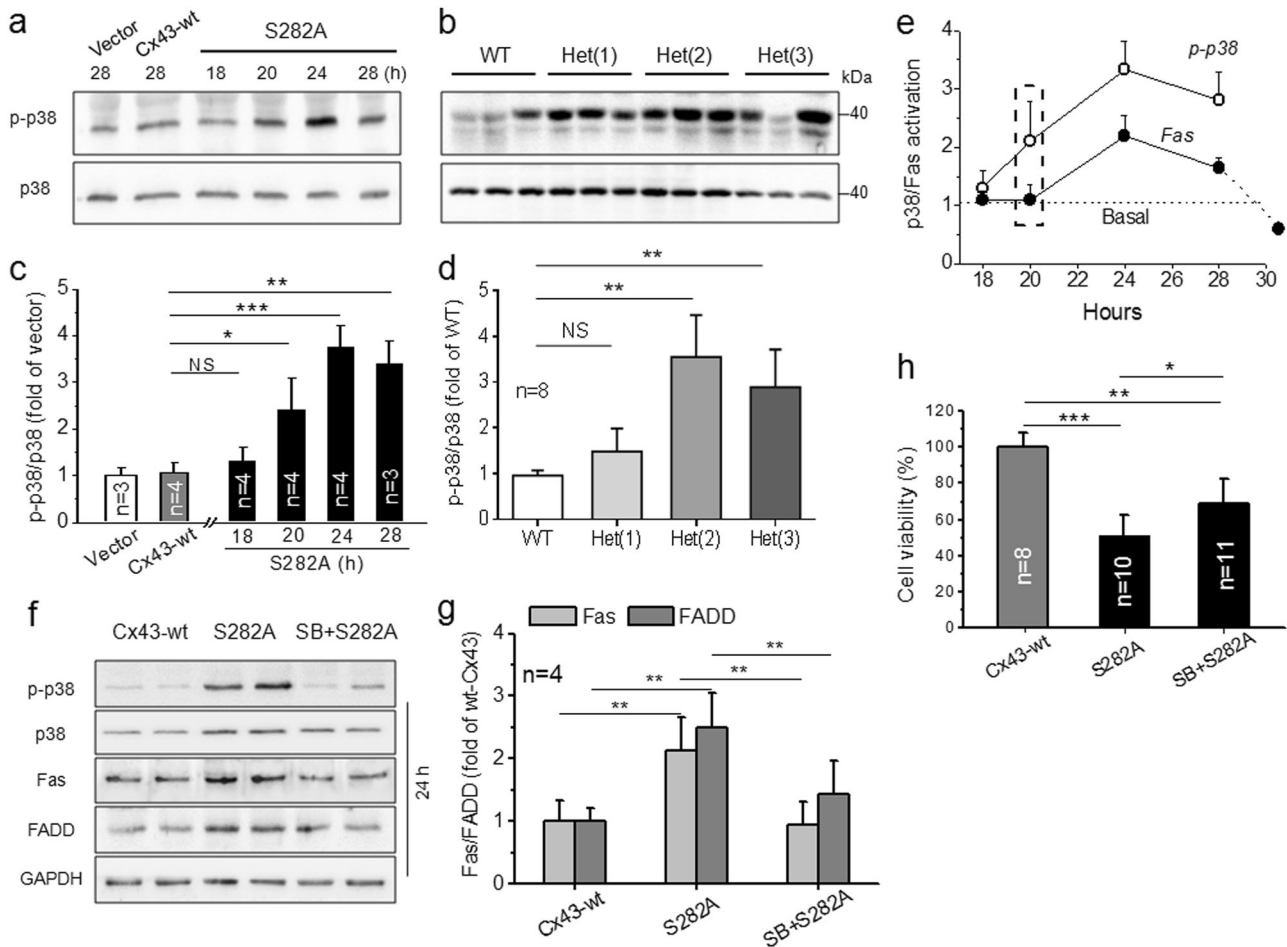 a
Vector Cx43-wt S282A
28 28 18 20 24 28 (h)
p-p38
p38
b
WT Het(1) Het(2) Het(3)
kDa
40
40
c
p-p38/p38 (fold of vector)
5
4
3
2
1
0
NS
*
***
**
n=3
n=4
n=4
n=4
n=4
n=3
Vector Cx43-wt 18 20 24 28
S282A (h)
d
p-p38/p38 (fold of WT)
5
4
3
2
1
0
n=8
NS
**
**
WT Het(1) Het(2) Het(3)
e
p38/Fas activation
4
3
2
1
0
p-p38
Fas
Basal
18 20 22 24 26 28 30
Hours
f
Cx43-wt S282A SB+S282A
p-p38
p38
Fas
FADD
GAPDH
24 h
g
Fas FADD
Fas/FADD (fold of wt-Cx43)
4
3
2
1
0
n=4
**
**
**
**
Cx43-wt S282A SB+S282A
h
Cell viability (%)
120
100
80
60
40
20
0
*
**
***
n=8
n=10
n=11
Cx43-wt S282A SB+S282A